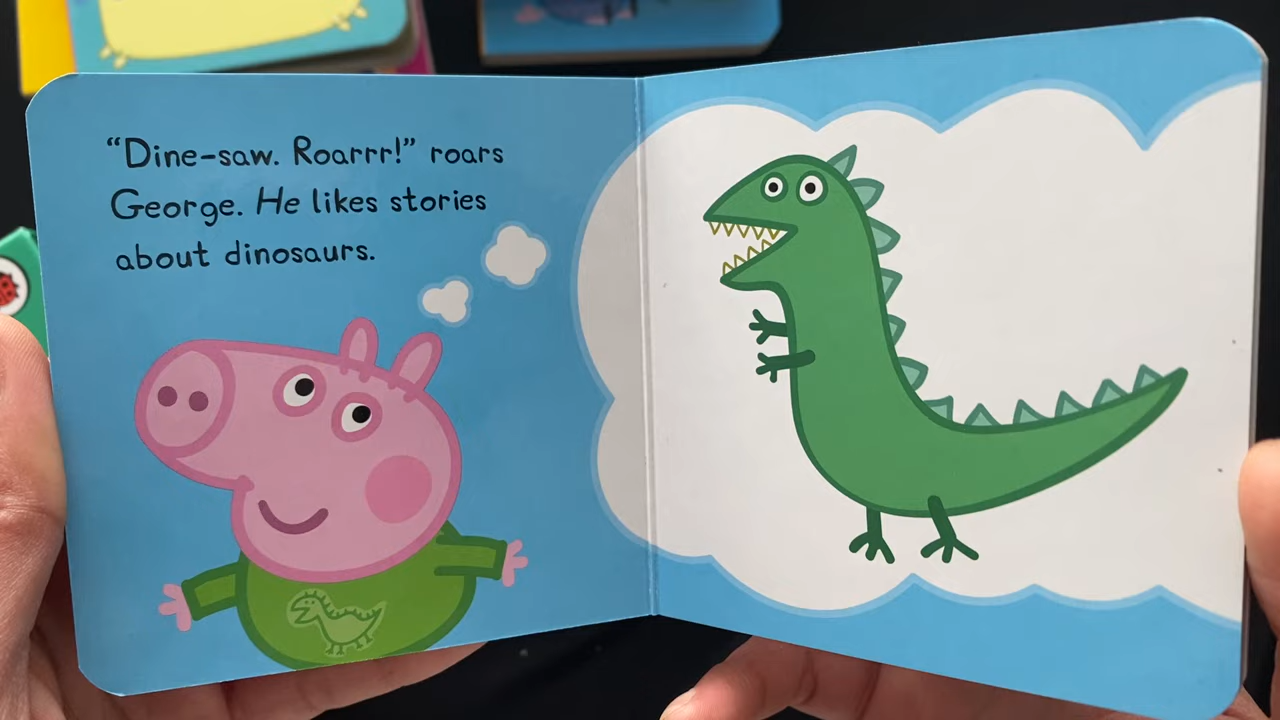 “Dine-saw. Roarrr!” roars
George. He likes stories
about dinosaurs.